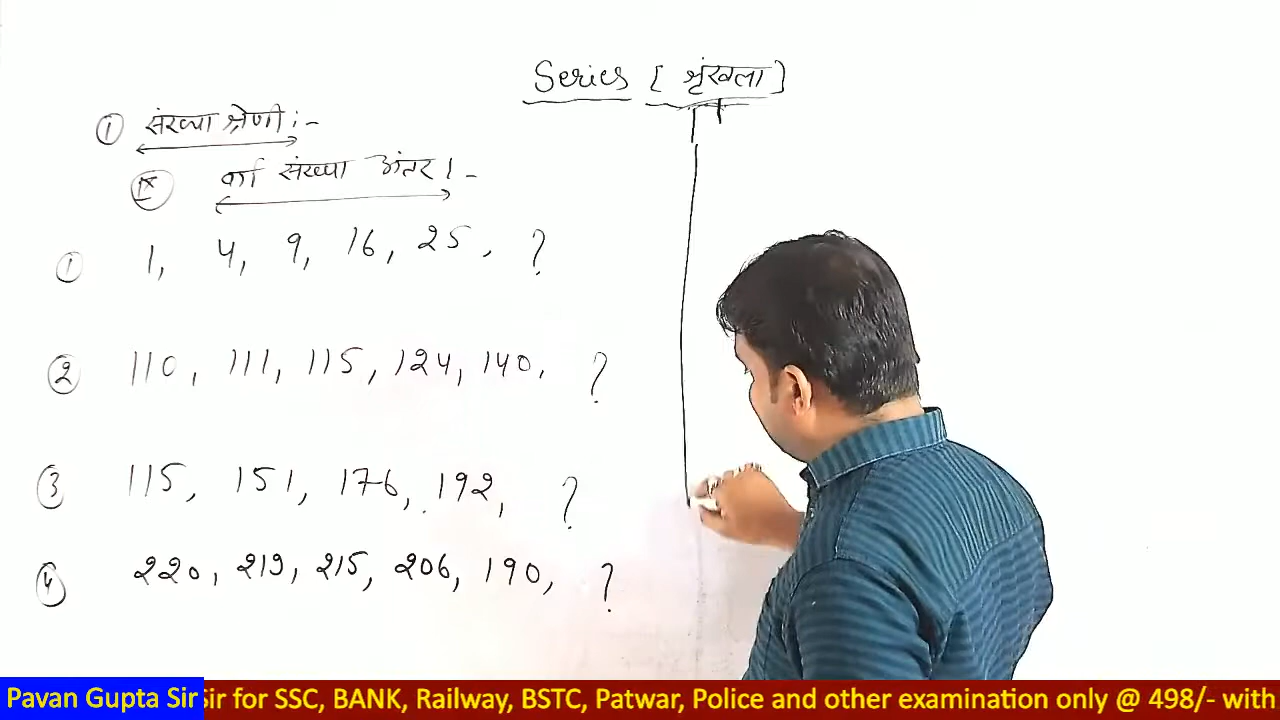 Series [ शृंखला ]
① संख्या श्रेणी :-
वर्ग संख्या अंतर :-
① 1, 4, 9, 16, 25, ?
② 110, 111, 115, 124, 140, ?
③ 115, 151, 176, 192, ?
④ 220, 219, 215, 206, 190, ?
Pavan Gupta Sir Sir for SSC, BANK, Railway, BSTC, Patwar, Police and other examination only @ 498/- with